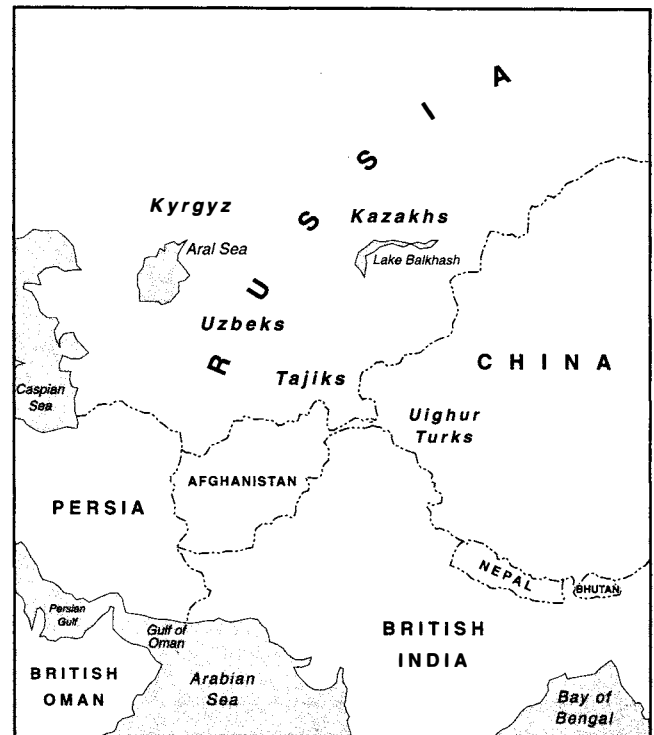 RUSSIA
Kyrgyz
Kazakhs
Aral Sea
Lake Balkhash
Uzbeks
CHINA
Tajiks
Caspian
Sea
Uighur
Turks
AFGHANISTAN
PERSIA
NEPAL
BHUTAN
Persian
Gulf
Gulf of
Oman
BRITISH
INDIA
BRITISH
OMAN
Arabian
Sea
Bay of
Bengal